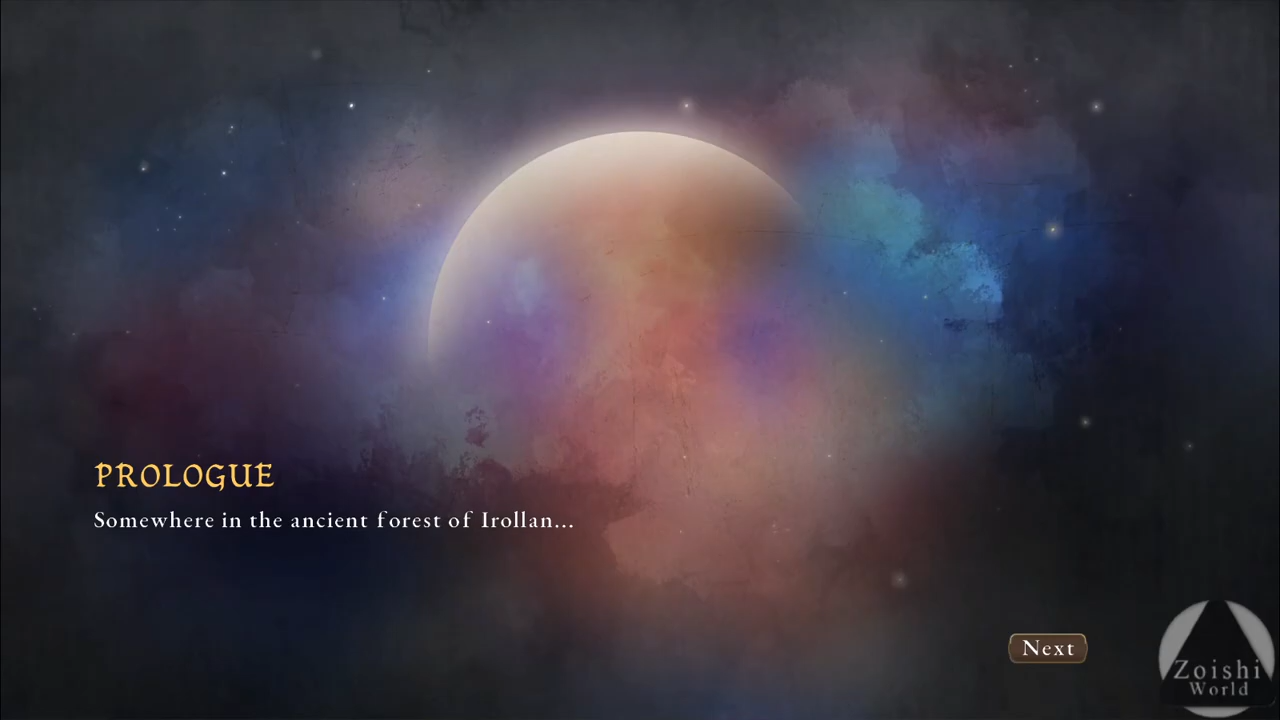 PROLOGUE
Somewhere in the ancient forest of Irollan...
Next
Zoishi
World